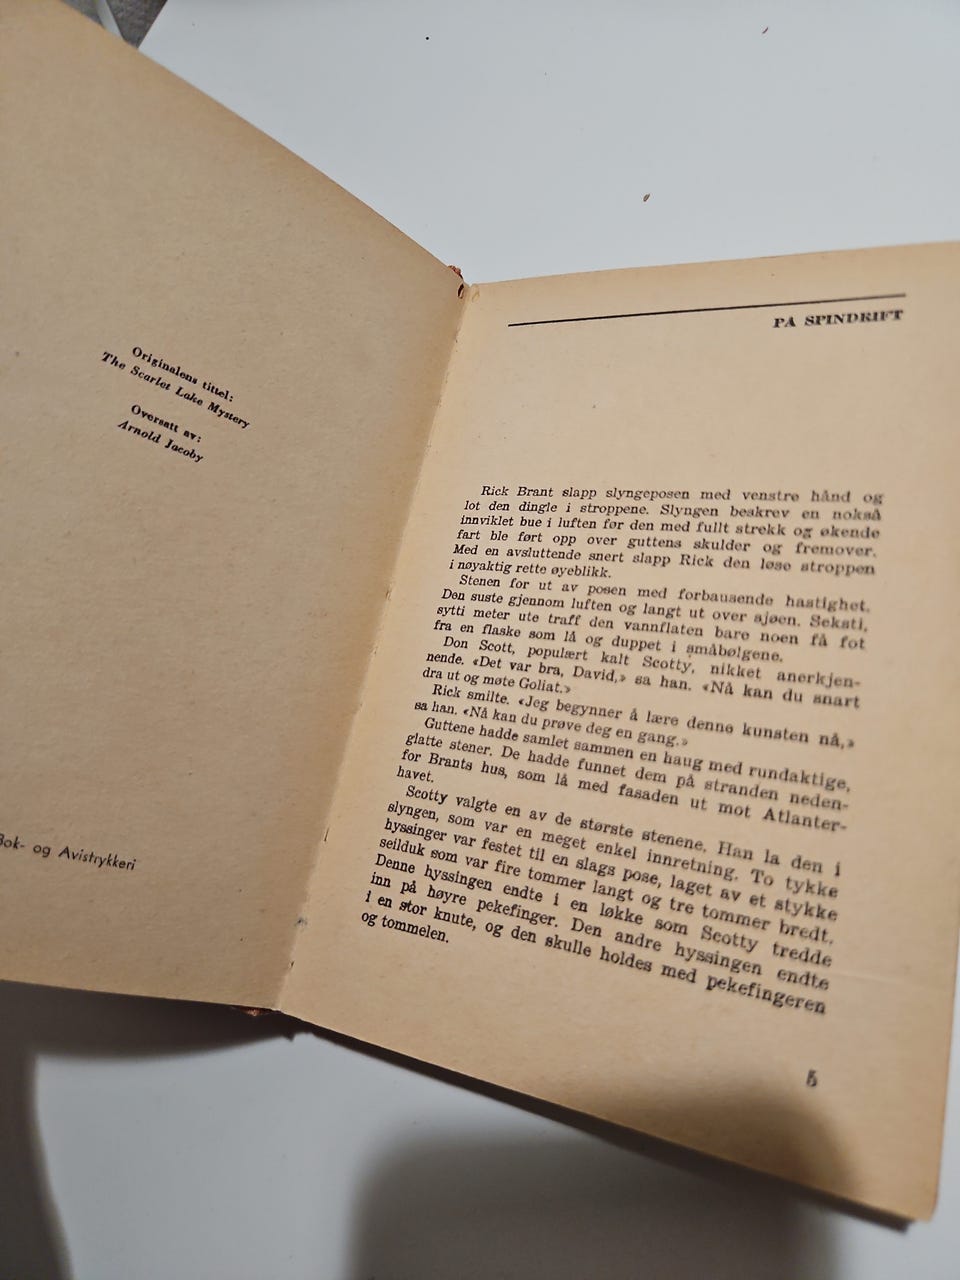 Originalens tittel:
The Scarlet Lake Mystery
Oversatt av:
Arnold Jacoby
Bok- og Avistrykkeri
PÅ SPINDRIFT
Rick Brant slapp slyngeposen med venstre hånd og
lot den dingle i stroppene. Slyngen beskrev en nokså
innviklet bue i luften før den med fullt strekk og økende
fart ble ført opp over guttens skulder og fremover.
Med en avsluttende snert slapp Rick den løse stroppen
i nøyaktig rette øyeblikk.
Stenen for ut av posen med forbausende hastighet.
Den suste gjennom luften og langt ut over sjøen. Seksti,
sytti meter ute traff den vannflaten bare noen få fot
fra en flaske som lå og duppet i småbølgene.
Don Scott, populært kalt Scotty, nikket anerkjen-
nende. «Det var bra, David,» sa han. «Nå kan du snart
dra ut og møte Goliat.»
Rick smilte. «Jeg begynner å lære denne kunsten nå,»
sa han. «Nå kan du prøve deg en gang.»
Guttene hadde samlet sammen en haug med rundaktige,
glatte stener. De hadde funnet dem på stranden neden-
for Brants hus, som lå med fasaden ut mot Atlanter-
havet.
Scotty valgte en av de største stenene. Han la den i
slyngen, som var en meget enkel innretning. To tykke
hyssinger var festet til en slags pose, laget av et stykke
seilduk som var fire tommer langt og tre tommer bredt.
Denne hyssingen endte i en løkke som Scotty tredde
inn på høyre pekefinger. Den andre hyssingen endte
i en stor knute, og den skulle holdes med pekefingeren
og tommelen.
5